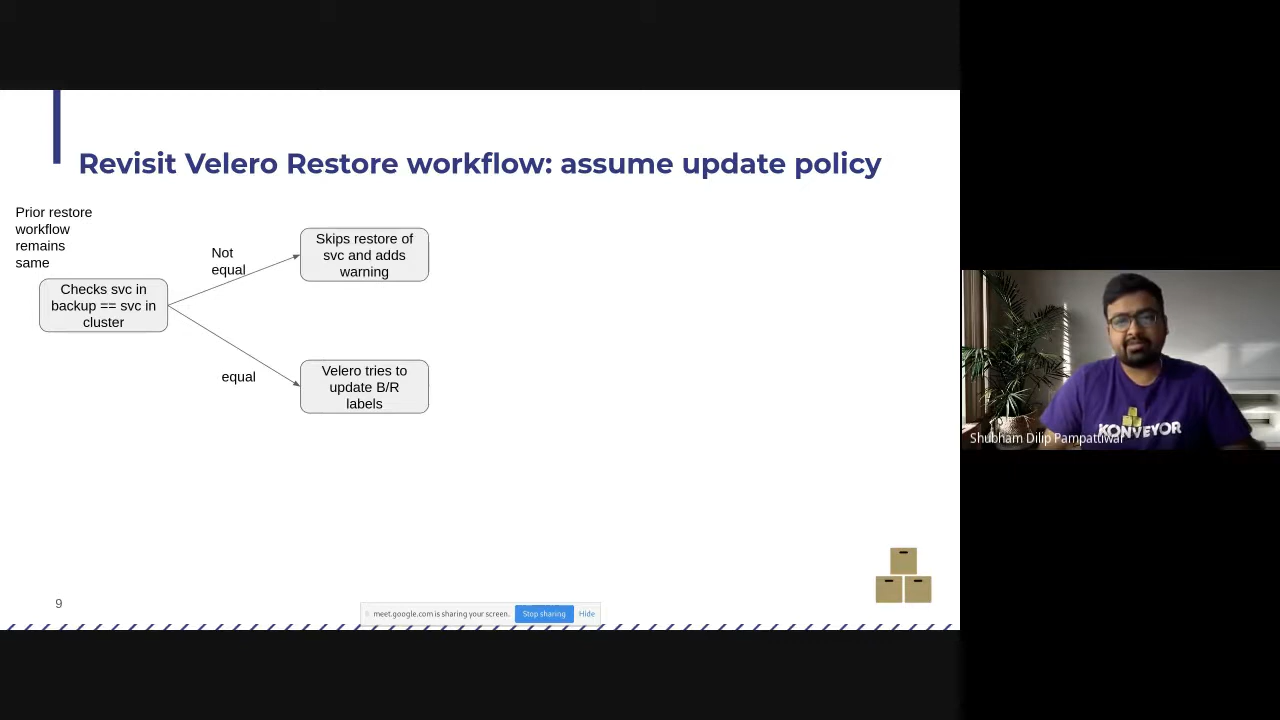 Revisit Velero Restore workflow: assume update policy
Prior restore
workflow
remains
same
Not
equal
Skips restore of
svc and adds
warning
Checks svc in
backup == svc in
cluster
equal
Velero tries to
update B/R
labels
KONVEYOR
Shubham Dilip Pampattiwar
9
meet.google.com is sharing your screen.
Stop sharing
Hide